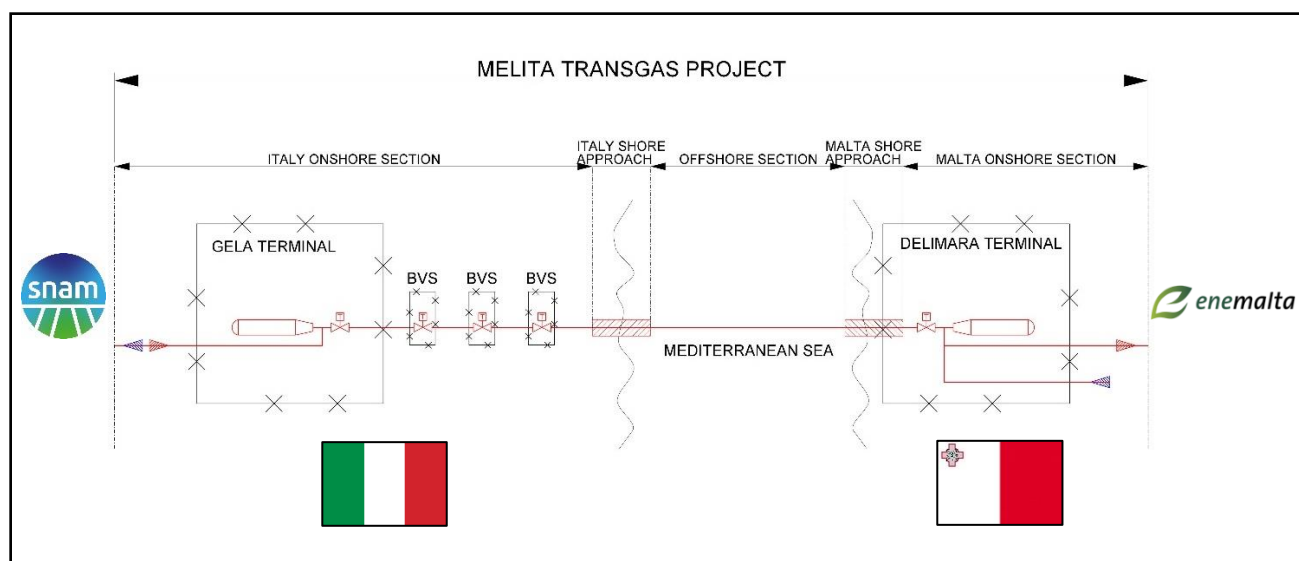 MELITA TRANSGAS PROJECT
ITALY ONSHORE SECTION
ITALY SHORE
APPROACH
OFFSHORE SECTION
MALTA SHORE
APPROACH
MALTA ONSHORE SECTION
GELA TERMINAL
DELIMARA TERMINAL
snam
BVS
BVS
BVS
enemalta
T
T
T
T
T
MEDITERRANEAN SEA